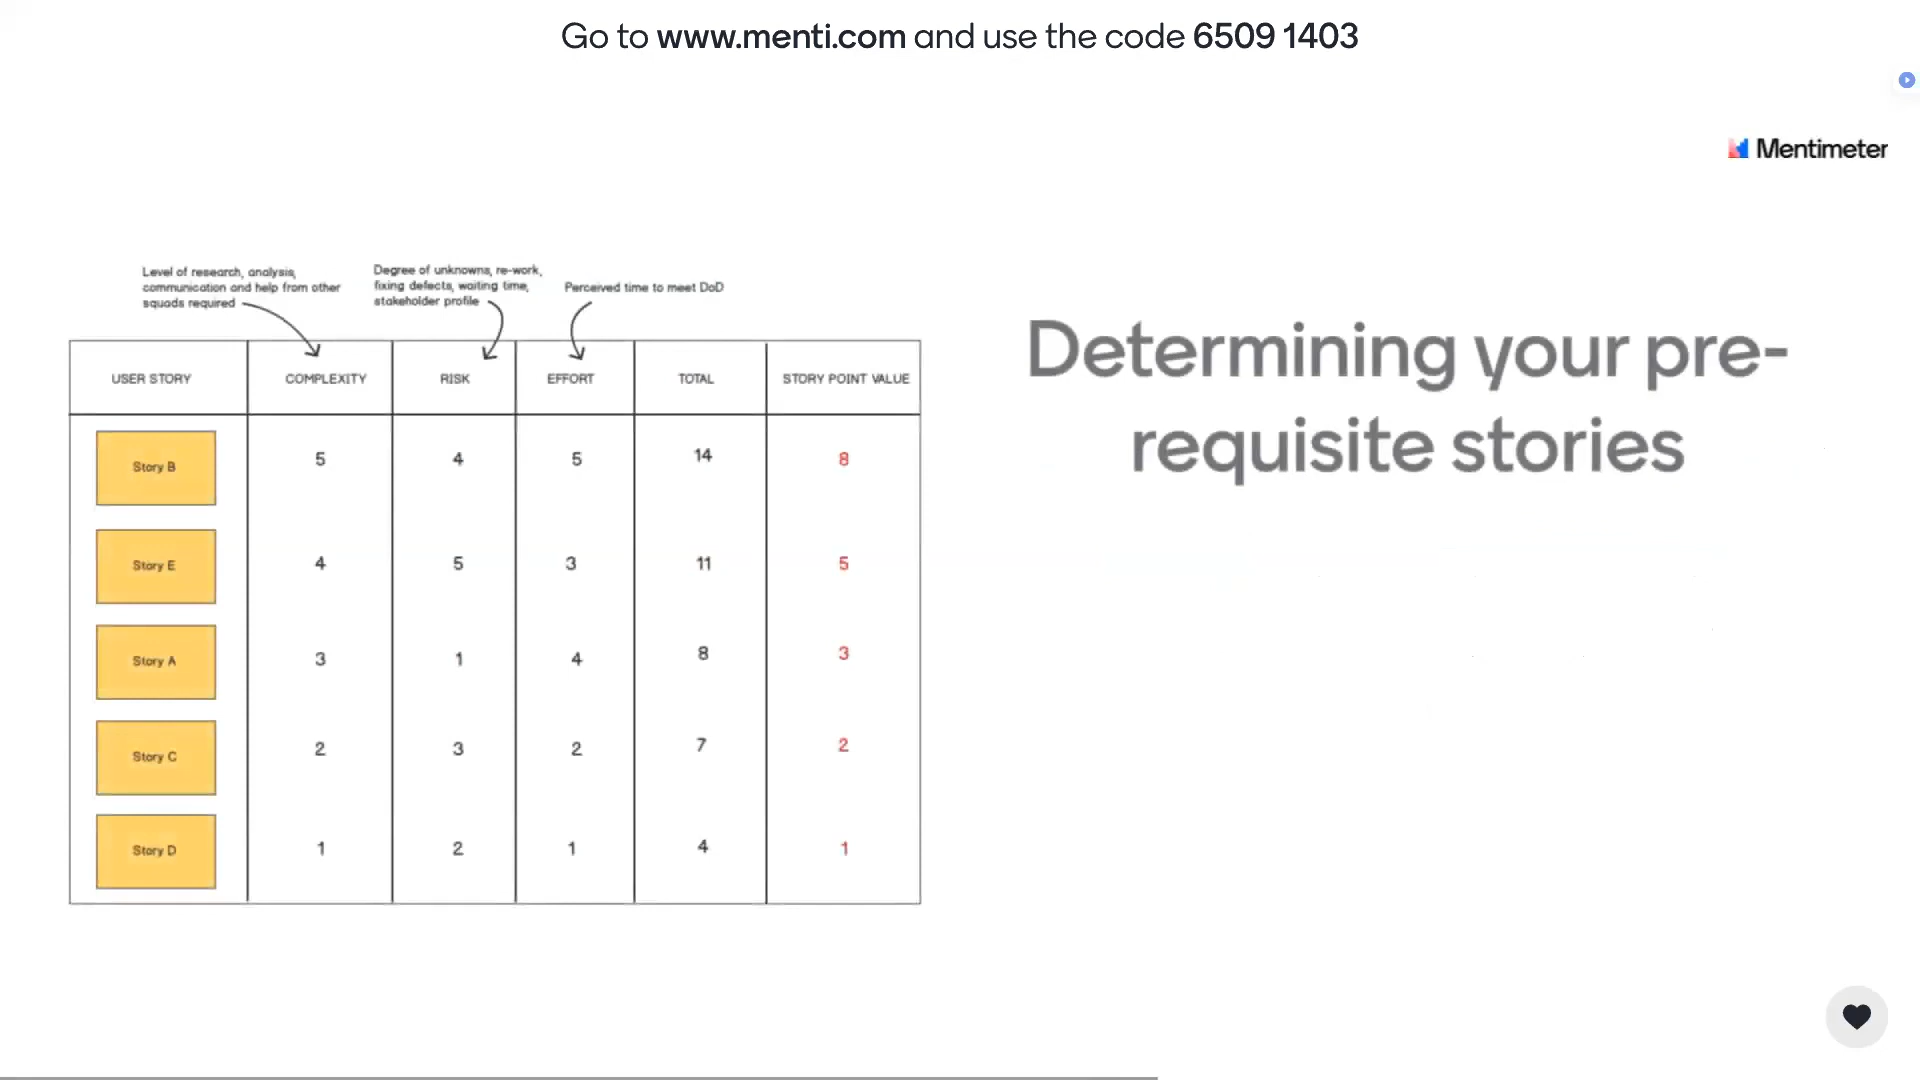 Go to www.menti.com and use the code 6509 1403
Mentimeter
Level of research, analysis,
communication and help from other
squads required
Degree of unknowns, re-work,
fixing defects, waiting time,
stakeholder profile
Perceived time to meet DoD
USER STORY COMPLEXITY RISK EFFORT TOTAL STORY POINT VALUE
Story B 5 4 5 14 8
Story E 4 5 3 11 5
Story A 3 1 4 8 3
Story C 2 3 2 7 2
Story D 1 2 1 4 1
Determining your pre-
requisite stories